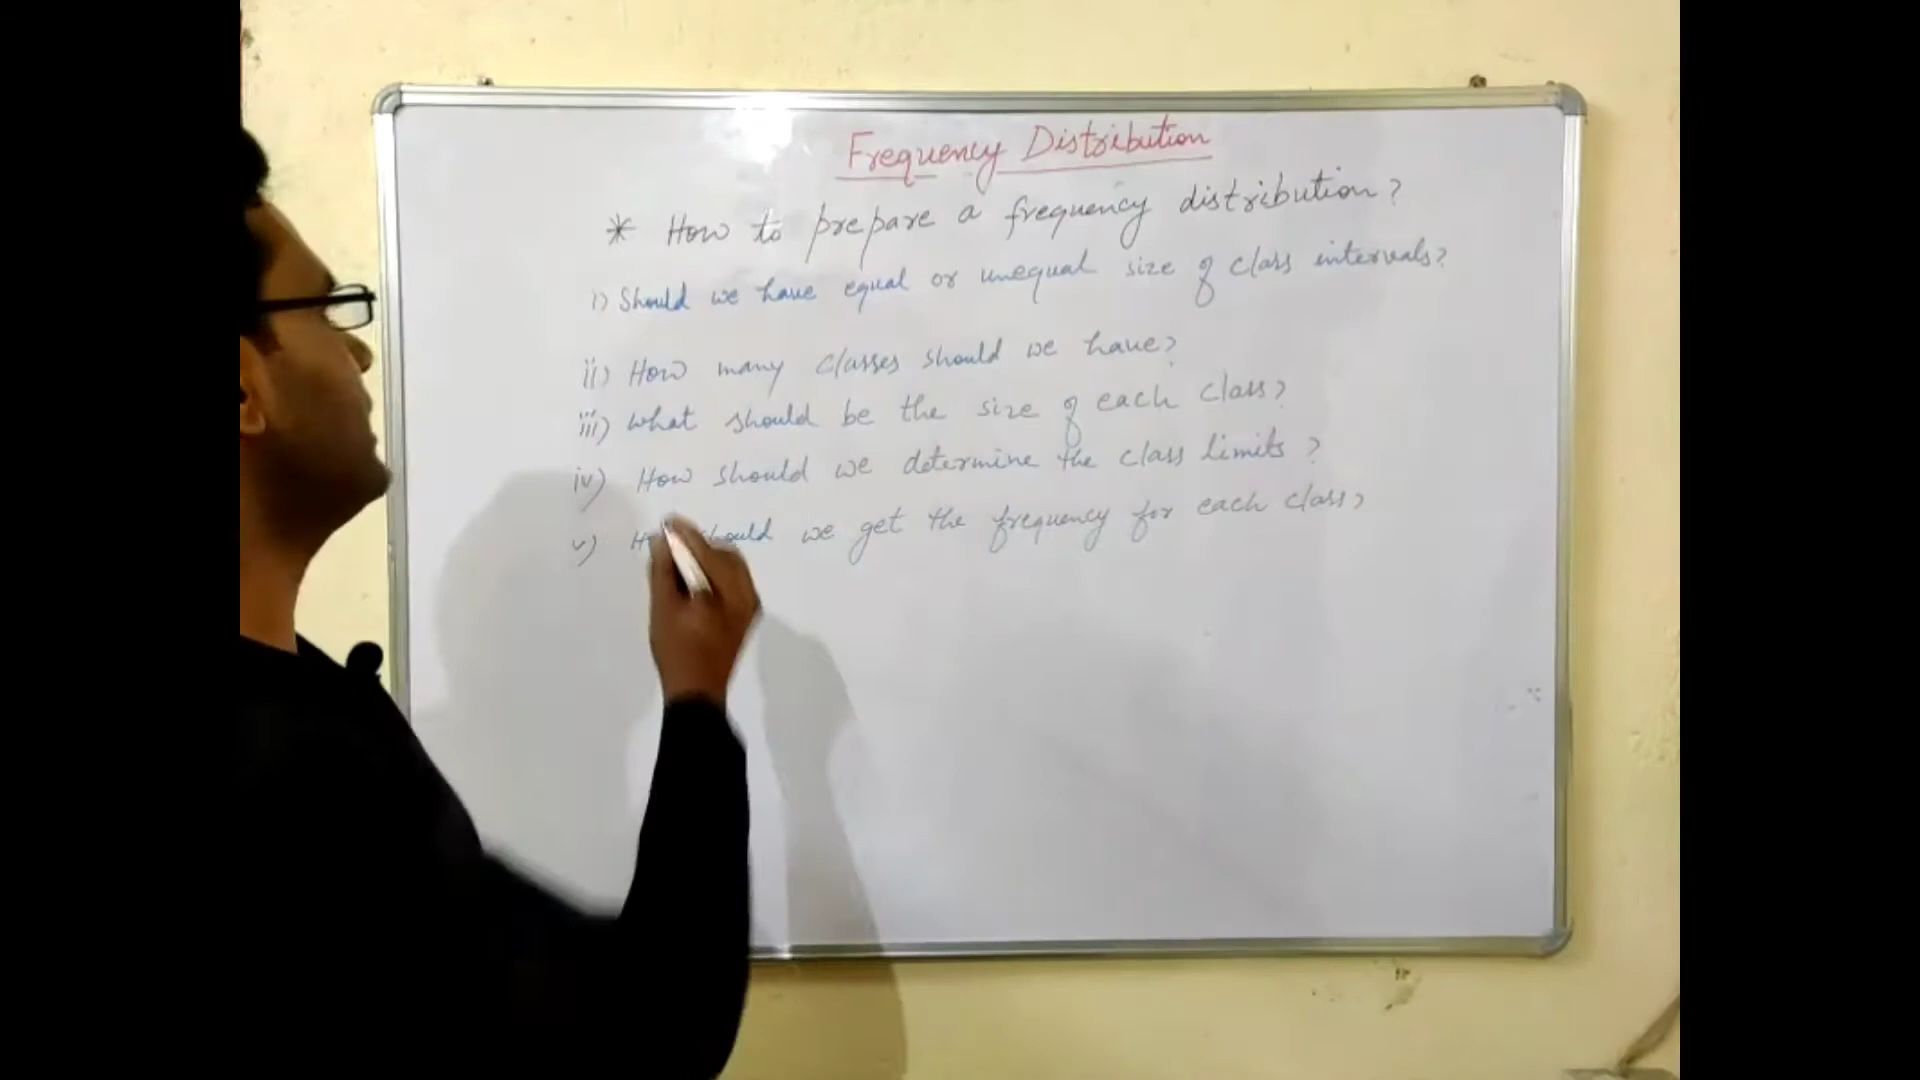 Frequency Distribution
* How to prepare a frequency distribution?
i) Should we have equal or unequal size of class intervals?
ii) How many classes should we have?
iii) What should be the size of each class?
iv) How should we determine the class limits ?
v) should we get the frequency for each class?